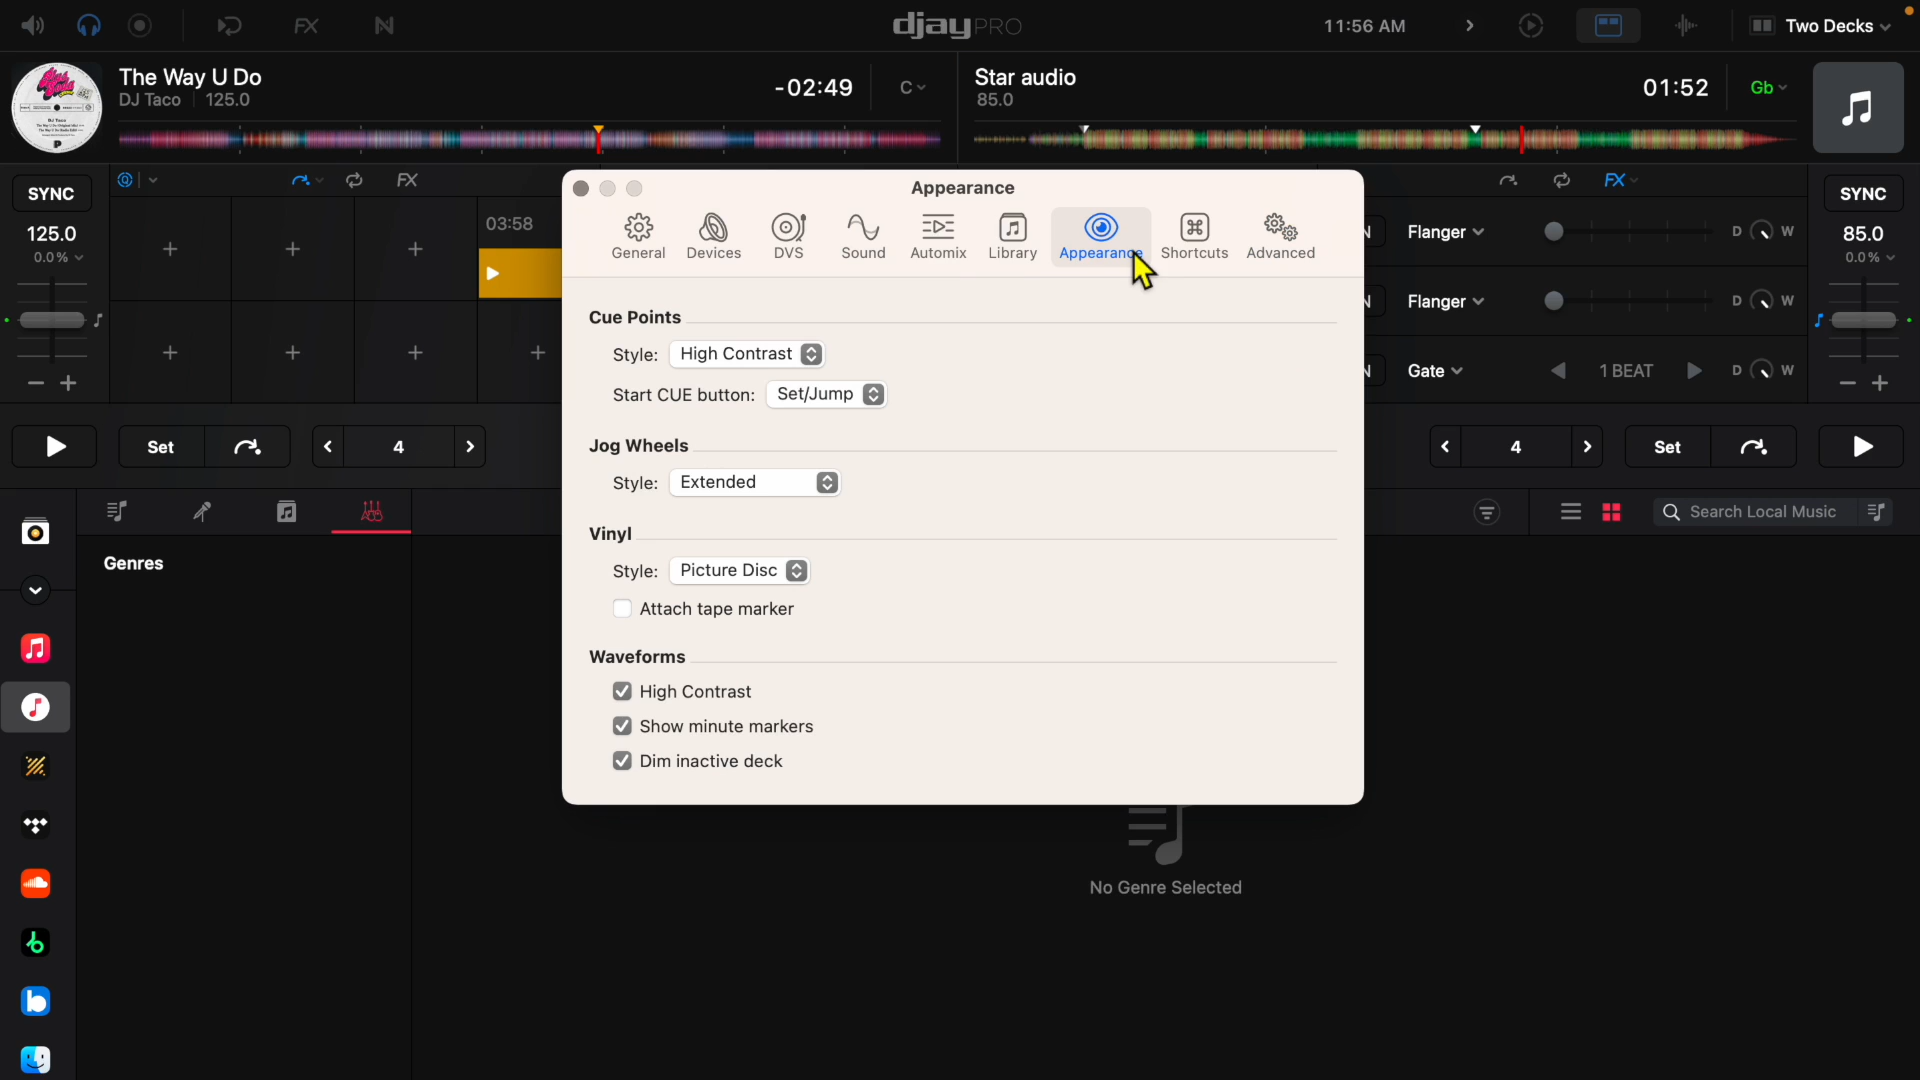 djay PRO
11:56 AM
Two Decks
The Way U Do
DJ Taco 125.0
-02:49
C
Star audio
85.0
01:52
Gb
FX
SYNC
125.0
0.0%
03:58
FX
Appearance
General
Devices
DVS
Sound
Automix
Library
Appearance
Shortcuts
Advanced
Cue Points
Style: High Contrast
Start CUE button: Set/Jump
Jog Wheels
Style: Extended
Vinyl
Style: Picture Disc
Attach tape marker
Waveforms
High Contrast
Show minute markers
Dim inactive deck
FX
Flanger
D W
Flanger
D W
Gate
1 BEAT
D W
SYNC
85.0
0.0%
Set
4
4
Set
Search Local Music
Genres
No Genre Selected